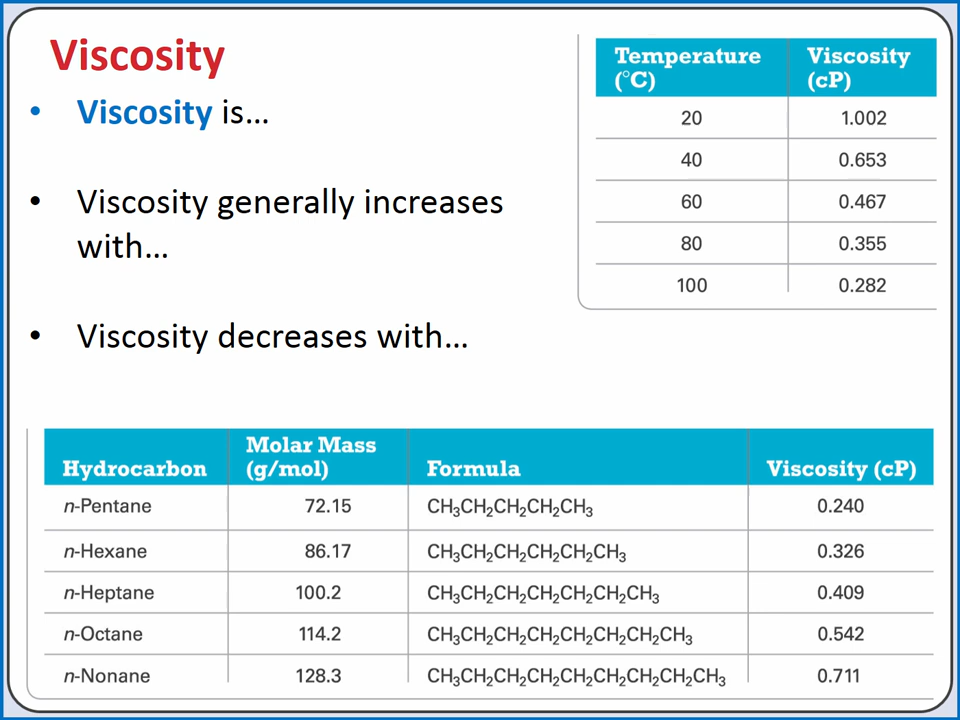 Viscosity
• Viscosity is…
• Viscosity generally increases
with…
• Viscosity decreases with…
Temperature (°C) Viscosity (cP)
20 1.002
40 0.653
60 0.467
80 0.355
100 0.282
Hydrocarbon Molar Mass (g/mol) Formula Viscosity (cP)
n-Pentane 72.15 CH₃CH₂CH₂CH₂CH₃ 0.240
n-Hexane 86.17 CH₃CH₂CH₂CH₂CH₂CH₃ 0.326
n-Heptane 100.2 CH₃CH₂CH₂CH₂CH₂CH₂CH₃ 0.409
n-Octane 114.2 CH₃CH₂CH₂CH₂CH₂CH₂CH₂CH₃ 0.542
n-Nonane 128.3 CH₃CH₂CH₂CH₂CH₂CH₂CH₂CH₂CH₃ 0.711